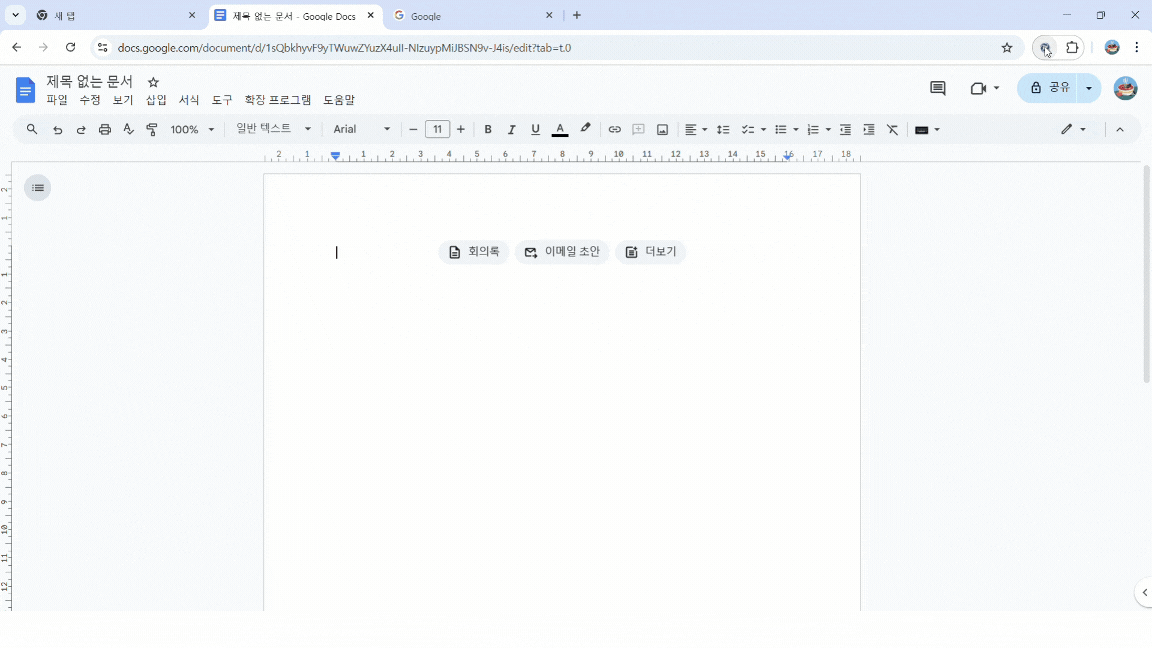 새 탭
제목 없는 문서 - Google Docs
Google
docs.google.com/document/d/1sQbkhyvF9yTWuwZYuzX4uII-NIzuypMiJBSN9v-J4is/edit?tab=t.0
제목 없는 문서
파일 수정 보기 삽입 서식 도구 확장 프로그램 도움말
공유
100% 일반 텍스트 Arial 11 B I U A
2 1 1 2 3 4 5 6 7 8 9 10 11 12 13 14 15 16 17 18
회의록 이메일 초안 더보기
2
1
1
2
3
4
5
6
7
8
9
10
11
12